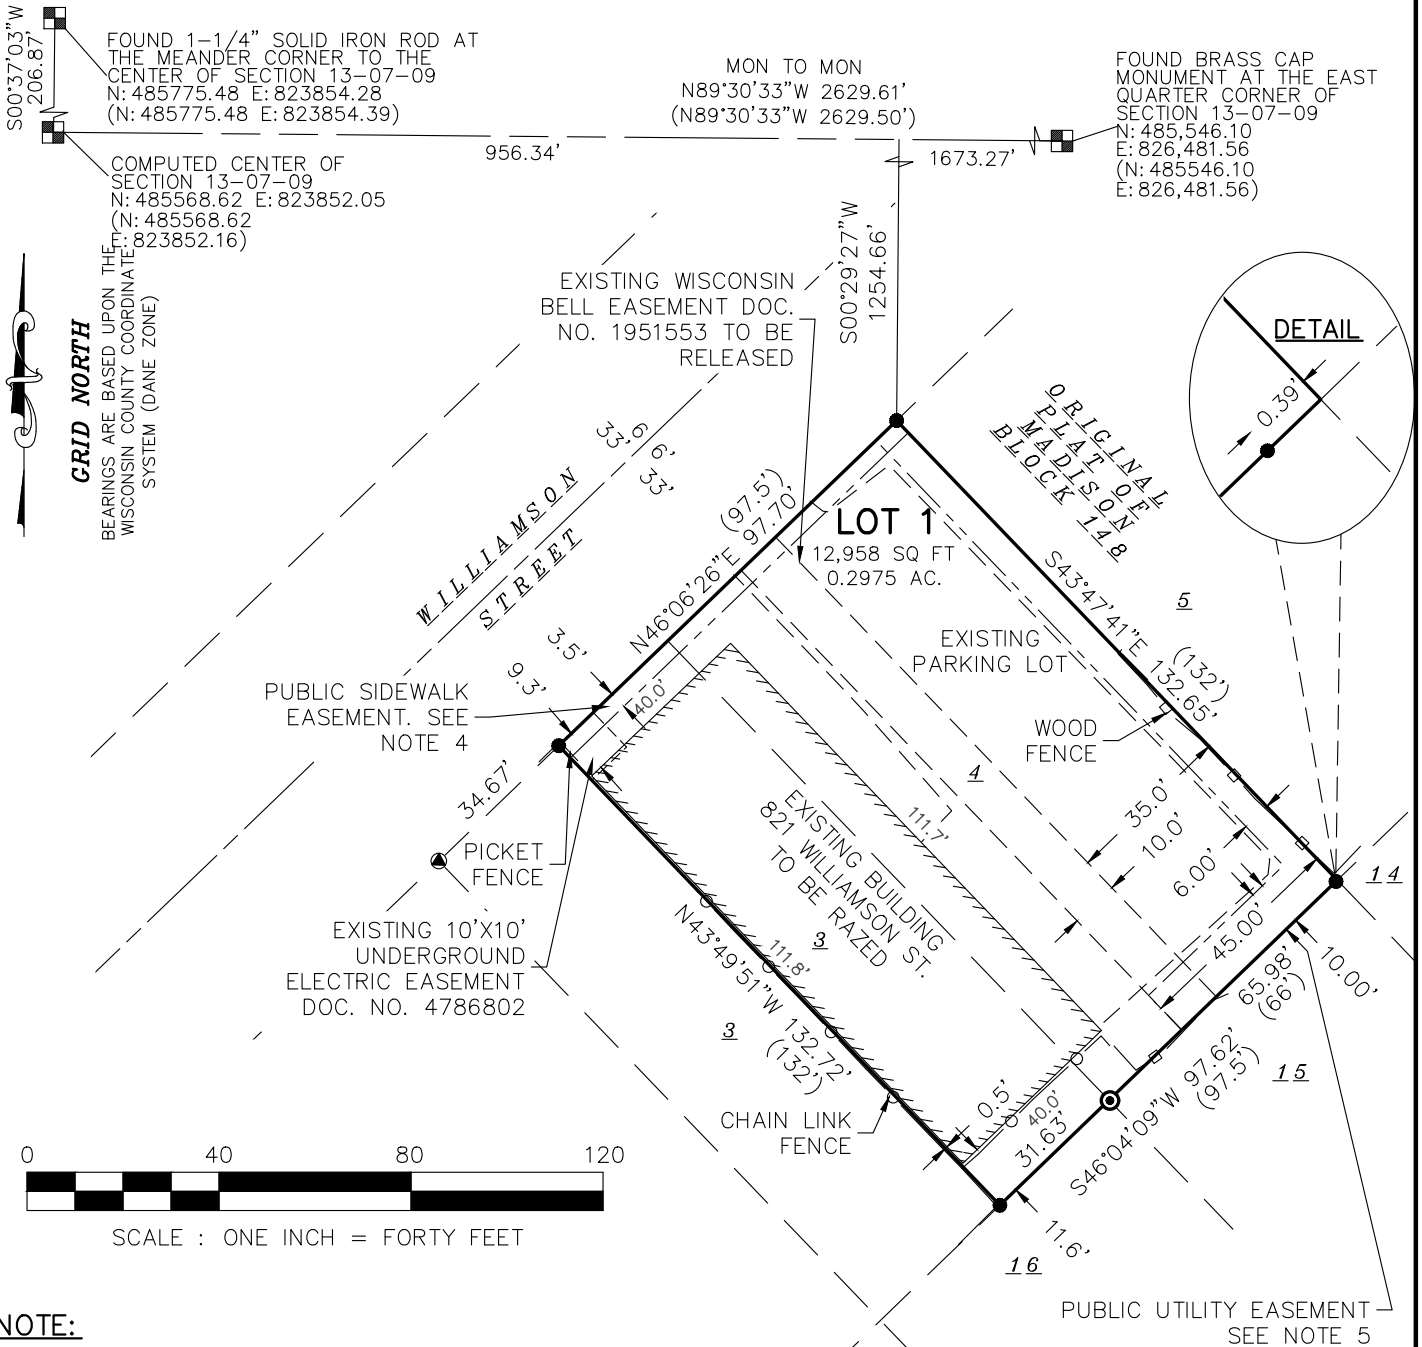 S00°37'03"W
206.87'
FOUND 1-1/4" SOLID IRON ROD AT
THE MEANDER CORNER TO THE
CENTER OF SECTION 13-07-09
N: 485775.48 E: 823854.28
(N: 485775.48 E: 823854.39)
MON TO MON
N89°30'33"W 2629.61'
(N89°30'33"W 2629.50')
FOUND BRASS CAP
MONUMENT AT THE EAST
QUARTER CORNER OF
SECTION 13-07-09
N: 485,546.10
E: 826,481.56
(N: 485546.10
E: 826,481.56)
956.34'
1673.27'
COMPUTED CENTER OF
SECTION 13-07-09
N: 485568.62 E: 823852.05
(N: 485568.62
E: 823852.16)
GRID NORTH
BEARINGS ARE BASED UPON THE
WISCONSIN COUNTY COORDINATE
SYSTEM (DANE ZONE)
S00°29'27"W
1254.66'
EXISTING WISCONSIN
BELL EASEMENT DOC.
NO. 1951553 TO BE
RELEASED
DETAIL
0.39'
ORIGINAL
PLAT OF
MADISON
BLOCK 148
66'
33'
33'
WILLIAMSON
STREET
(97.5')
N46°06'26"E 97.70'
LOT 1
12,958 SQ FT
0.2975 AC.
S43°47'41"E 132.65'
(132')
5
EXISTING
PARKING LOT
3.5'
9.3'
40.0'
PUBLIC SIDEWALK
EASEMENT. SEE
NOTE 4
WOOD
FENCE
4
34.67'
PICKET
FENCE
EXISTING BUILDING
821 WILLIAMSON ST.
TO BE RAZED
111.7'
35.0'
10.0'
6.00'
14
3
EXISTING 10'X10'
UNDERGROUND
ELECTRIC EASEMENT
DOC. NO. 4786802
N43°49'51"W 132.72'
(132')
111.8'
45.00'
65.98'
(66')
10.00'
3
S46°04'09"W 97.62'
(97.5')
15
CHAIN LINK
FENCE
0.5'
40.0'
31.63'
11.6'
16
0 40 80 120
SCALE : ONE INCH = FORTY FEET
PUBLIC UTILITY EASEMENT
SEE NOTE 5
NOTE: